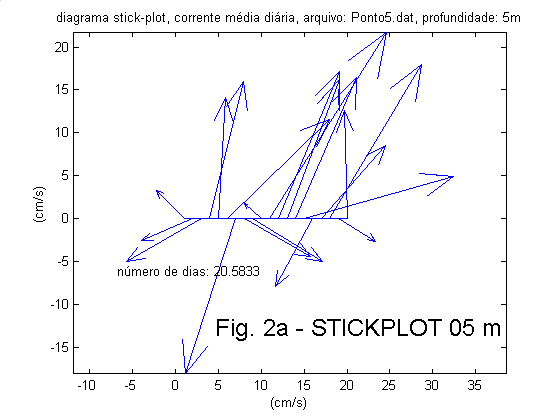 diagrama stick-plot, corrente média diária, arquivo: Ponto5.dat, profundidade: 5m
20
15
10
5
0
-5
-10
-15
(cm/s)
número de dias: 20.5833
Fig. 2a - STICKPLOT 05 m
-10 -5 0 5 10 15 20 25 30 35
(cm/s)